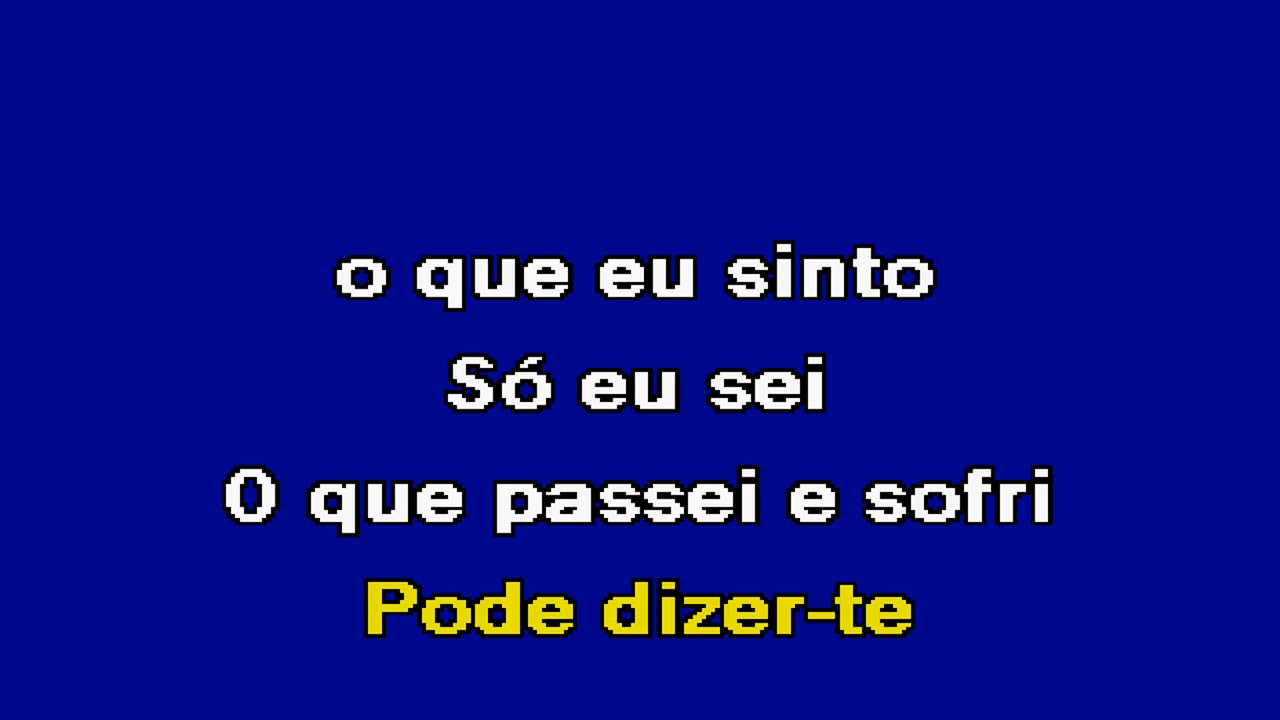 o que eu sinto
Só eu sei
O que passei e sofri
Pode dizer-te